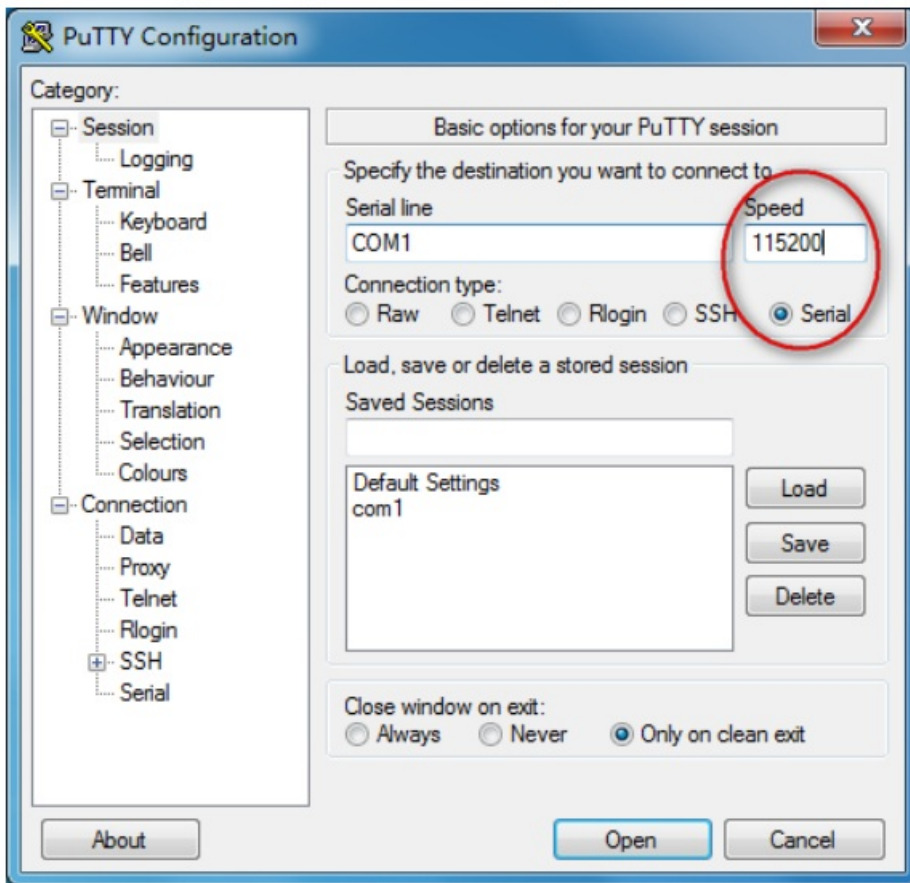 PuTTY Configuration
Category:
Session
Logging
Terminal
Keyboard
Bell
Features
Window
Appearance
Behaviour
Translation
Selection
Colours
Connection
Data
Proxy
Telnet
Rlogin
SSH
Serial
Basic options for your PuTTY session
Specify the destination you want to connect to
Serial line Speed
COM1 115200
Connection type:
Raw Telnet Rlogin SSH Serial
Load, save or delete a stored session
Saved Sessions
Default Settings
com1
Load
Save
Delete
Close window on exit:
Always Never Only on clean exit
About Open Cancel